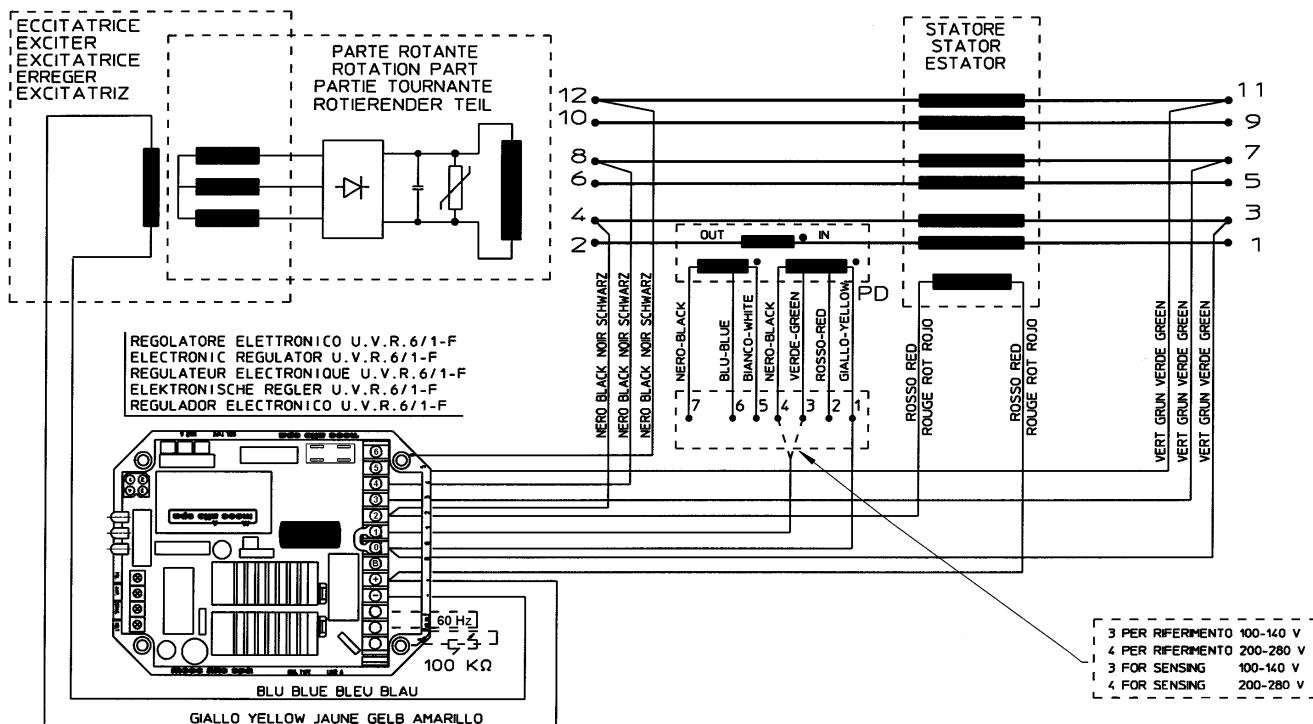 ECCITATRICE
EXCITER
EXCITATRICE
ERREGER
EXCITATRIZ
PARTE ROTANTE
ROTATION PART
PARTIE TOURNANTE
ROTIERENDER TEIL
STATORE
STATOR
ESTATOR
12
10
8
6
4
2
11
9
7
5
3
1
OUT
IN
PD
NERO BLACK NOIR SCHWARZ
NERO BLACK NOIR SCHWARZ
NERO BLACK NOIR SCHWARZ
NERO-BLACK
BLU-BLUE
BIANCO-WHITE
NERO-BLACK
VERDE-GREEN
ROSSO-RED
GIALLO-YELLOW
7 6 5 4 3 2 1
ROSSO RED
ROUGE ROT ROJO
ROSSO RED
ROUGE ROT ROJO
VERT GRUN VERDE GREEN
VERT GRUN VERDE GREEN
VERT GRUN VERDE GREEN
REGOLATORE ELETTRONICO U.V.R.6/1-F
ELECTRONIC REGULATOR U.V.R.6/1-F
REGULATEUR ELECTRONIQUE U.V.R.6/1-F
ELEKTRONISCHE REGLER U.V.R.6/1-F
REGULADOR ELECTRONICO U.V.R.6/1-F
6
5
4
3
2
1
0
B
+
−
60 Hz
100 KΩ
BLU BLUE BLEU BLAU
GIALLO YELLOW JAUNE GELB AMARILLO
3 PER RIFERIMENTO 100-140 V
4 PER RIFERIMENTO 200-280 V
3 FOR SENSING 100-140 V
4 FOR SENSING 200-280 V